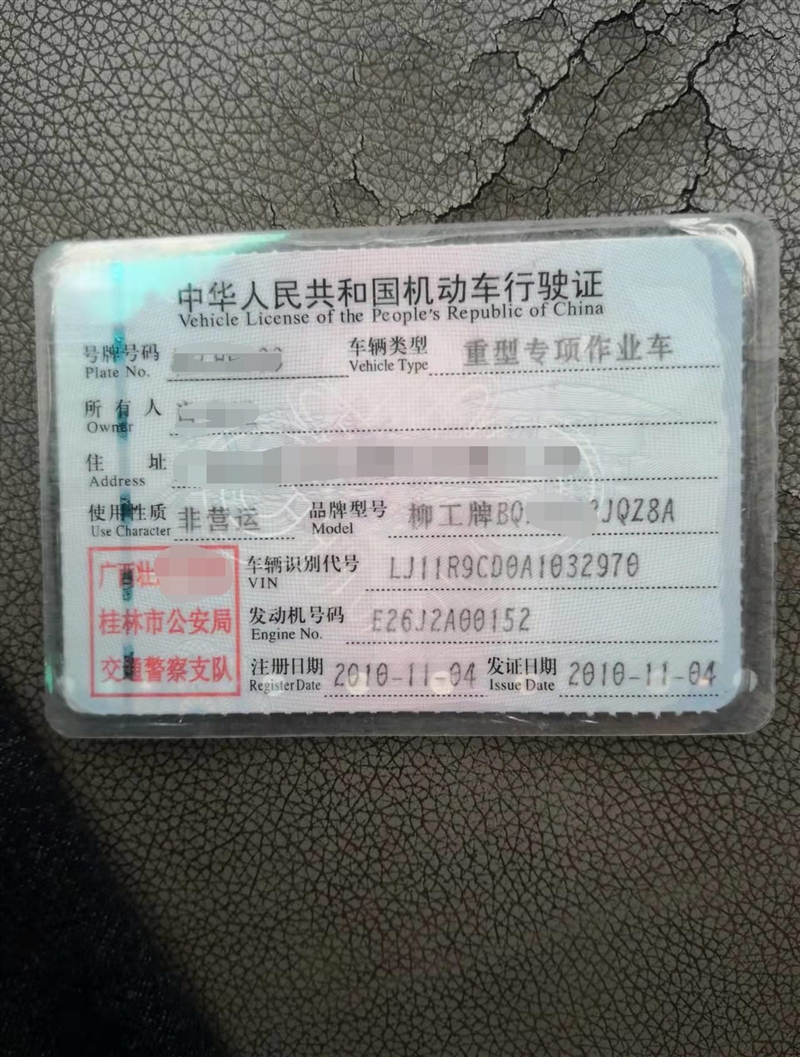 中华人民共和国机动车行驶证
Vehicle License of the People's Republic of China
号牌号码 车辆类型 重型专项作业车
Plate No. Vehicle Type
所有人
Owner
住址
Address
使用性质 非营运 品牌型号 柳工牌BQ JQZ8A
Use Character Model
广西壮
桂林市公安局
交通警察支队
车辆识别代号 LJ11R9CD0A1032970
VIN
发动机号码 E26J2A00152
Engine No.
注册日期 2010-11-04 发证日期 2010-11-04
Register Date Issue Date